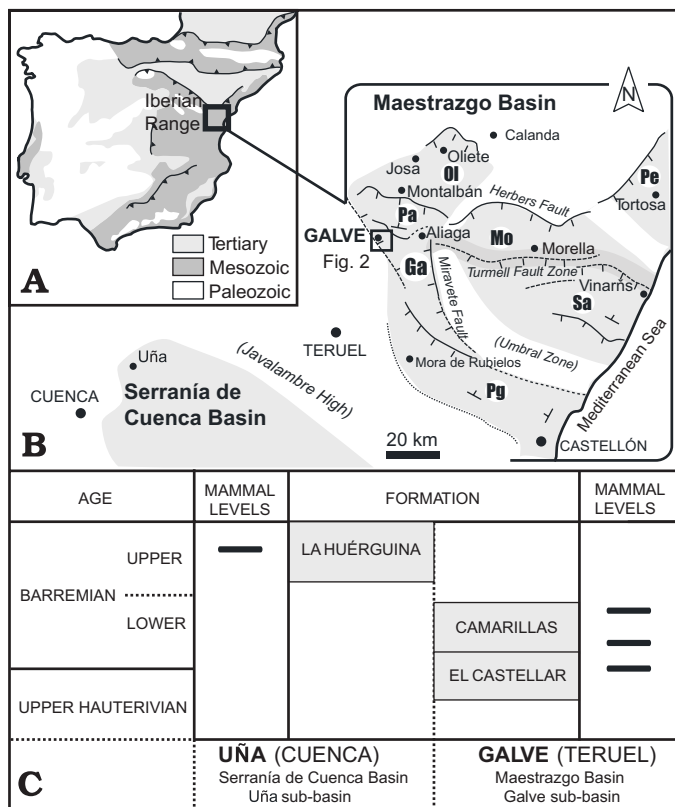 Iberian
Range
Tertiary
Mesozoic
Paleozoic
A
Maestrazgo Basin
N
Calanda
Oliete
Josa
Ol
Montalbán
Pe
Tortosa
Herbers Fault
Pa
GALVE
Aliaga
Mo
Morella
Fig. 2
Ga
Miravete Fault
Turmell Fault Zone
Vinarns
Sa
TERUEL
Uña
(Javalambre High)
(Umbral Zone)
Mora de Rubielos
Mediterranean Sea
CUENCA
Serranía de
Cuenca Basin
Pg
20 km
CASTELLÓN
B
AGE
MAMMAL
LEVELS
FORMATION
MAMMAL
LEVELS
UPPER
LA HUÉRGUINA
BARREMIAN
LOWER
CAMARILLAS
EL CASTELLAR
UPPER HAUTERIVIAN
UÑA (CUENCA)
Serranía de Cuenca Basin
Uña sub-basin
GALVE (TERUEL)
Maestrazgo Basin
Galve sub-basin
C